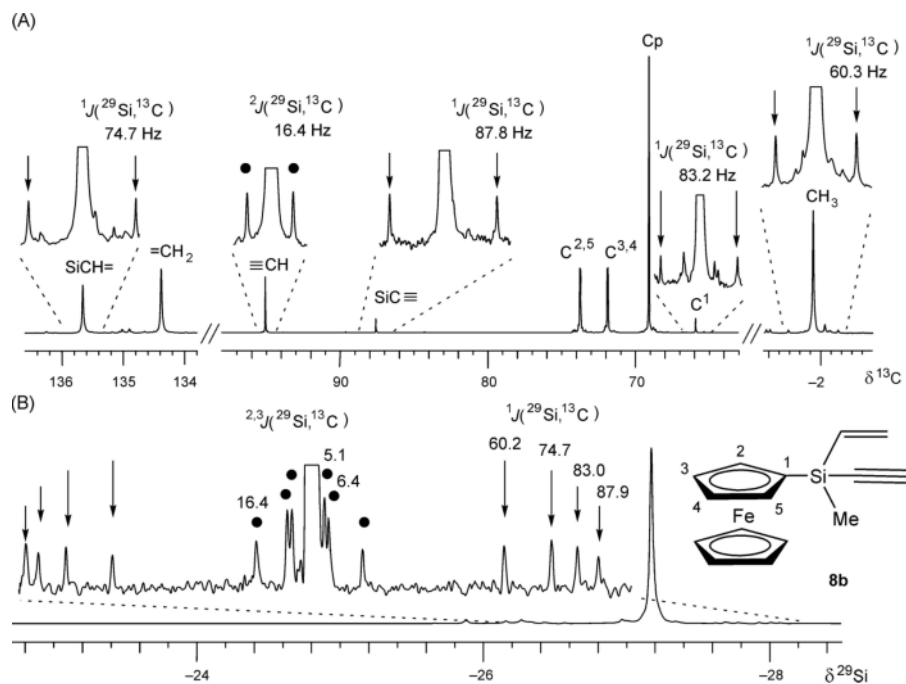 (A)
¹J(²⁹Si,¹³C)
74.7 Hz
²J(²⁹Si,¹³C)
16.4 Hz
¹J(²⁹Si,¹³C)
87.8 Hz
Cp
¹J(²⁹Si,¹³C)
83.2 Hz
¹J(²⁹Si,¹³C)
60.3 Hz
SiCH=
=CH₂
≡CH
SiC≡
C²,⁵
C³,⁴
C¹
CH₃
136 135 134 90 80 70 −2 δ ¹³C
(B)
²,³J(²⁹Si,¹³C)
¹J(²⁹Si,¹³C)
16.4
5.1
6.4
60.2
74.7
83.0
87.9
2
3
1
4
5
Si
Fe
Me
8b
−24 −26 −28 δ ²⁹Si